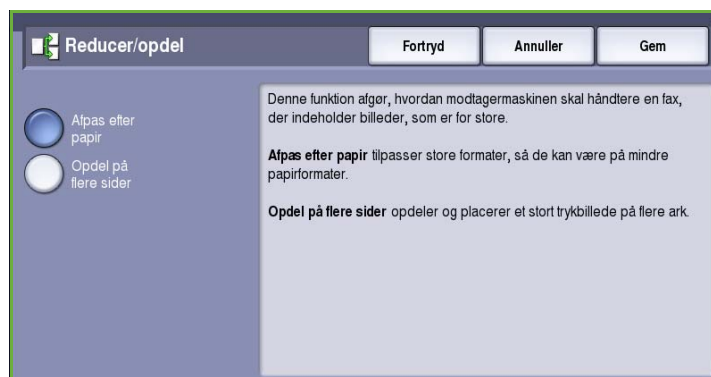 Reducer/opdel
Fortryd
Annuller
Gem
Afpas efter
papir
Opdel på
flere sider
Denne funktion afgør, hvordan modtagermaskinen skal håndtere en fax,
der indeholder billeder, som er for store.
Afpas efter papir tilpasser store formater, så de kan være på mindre
papirformater.
Opdel på flere sider opdeler og placerer et stort trykbillede på flere ark.